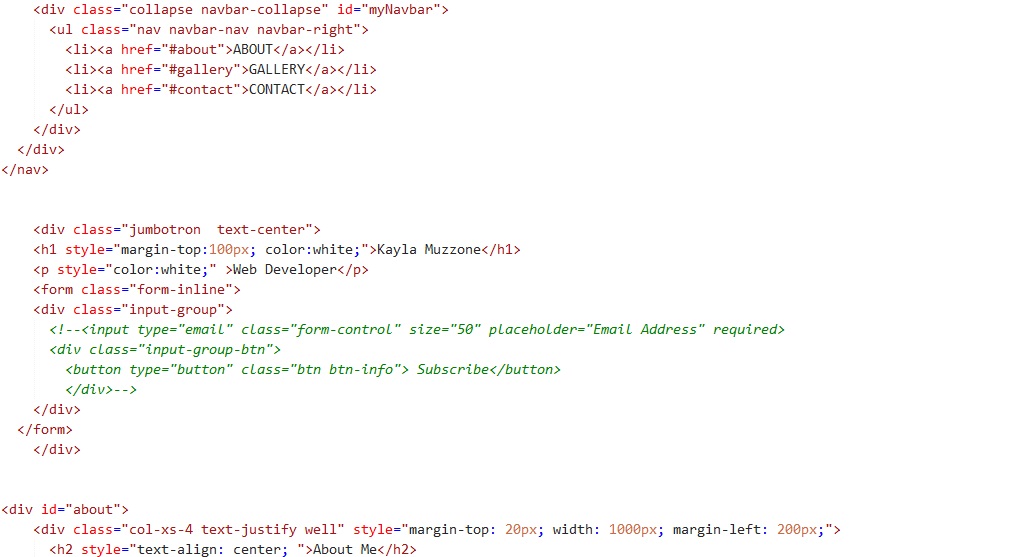 <div class="collapse navbar-collapse" id="myNavbar">
<ul class="nav navbar-nav navbar-right">
<li><a href="#about">ABOUT</a></li>
<li><a href="#gallery">GALLERY</a></li>
<li><a href="#contact">CONTACT</a></li>
</ul>
</div>
</div>
</nav>
<div class="jumbotron  text-center">
<h1 style="margin-top:100px; color:white;">Kayla Muzzone</h1>
<p style="color:white;" >Web Developer</p>
<form class="form-inline">
<div class="input-group">
<!--<input type="email" class="form-control" size="50" placeholder="Email Address" required>
<div class="input-group-btn">
<button type="button" class="btn btn-info"> Subscribe</button>
</div>-->
</div>
</form>
</div>
<div id="about">
<div class="col-xs-4 text-justify well" style="margin-top: 20px; width: 1000px; margin-left: 200px;">
<h2 style="text-align: center; ">About Me</h2>